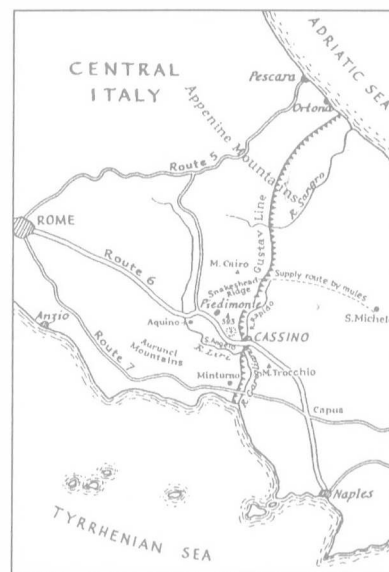 CENTRAL
ITALY
ADRIATIC SEA
Pescara
Ortona
Appenine Mountains
Route 5
R. Sangro
Gustav Line
ROME
Route 6
M. Cairo
Snakeshead
Ridge
Supply route by mules
Piedimonte
S. Michele
R. Rapido
Aquino
CASSINO
S. Angelo
R. Liri
Anzio
Aurunci
Mountains
Route 7
M. Trocchio
Minturno
R. Garigliano
Capua
Naples
TYRRHENIAN SEA